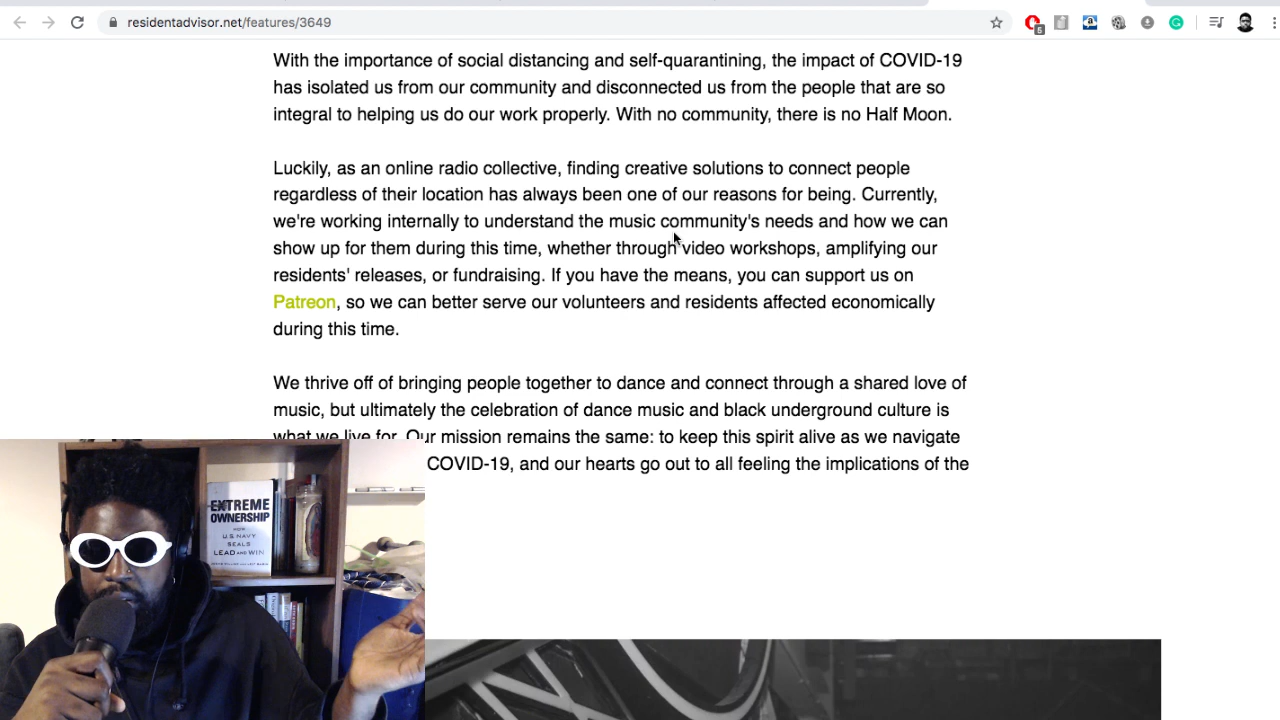 residentadvisor.net/features/3649
5
With the importance of social distancing and self-quarantining, the impact of COVID-19
has isolated us from our community and disconnected us from the people that are so
integral to helping us do our work properly. With no community, there is no Half Moon.
Luckily, as an online radio collective, finding creative solutions to connect people
regardless of their location has always been one of our reasons for being. Currently,
we're working internally to understand the music community's needs and how we can
show up for them during this time, whether through video workshops, amplifying our
residents' releases, or fundraising. If you have the means, you can support us on
Patreon, so we can better serve our volunteers and residents affected economically
during this time.
We thrive off of bringing people together to dance and connect through a shared love of
music, but ultimately the celebration of dance music and black underground culture is
what we live for. Our mission remains the same: to keep this spirit alive as we navigate
COVID-19, and our hearts go out to all feeling the implications of the
EXTREME
OWNERSHIP
HOW
U.S. NAVY
SEALS
LEAD AND WIN